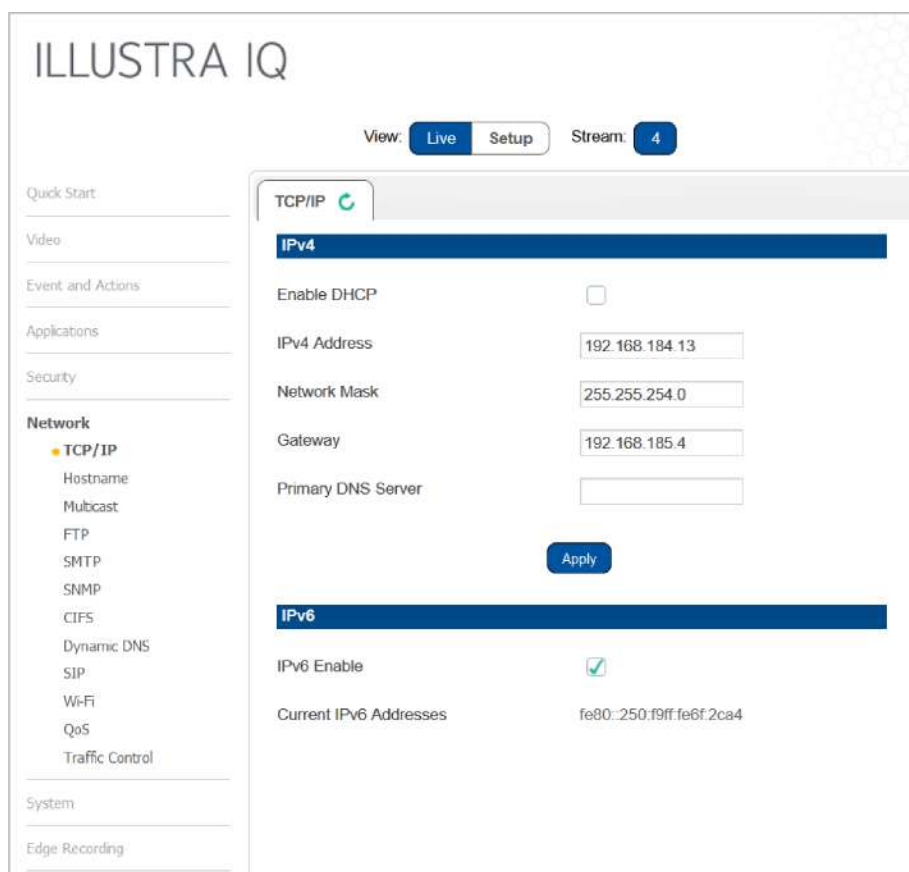 ILLUSTRA IQ
View: Live Setup Stream: 4
Quick Start
Video
Event and Actions
Applications
Security
Network
TCP/IP
Hostname
Multicast
FTP
SMTP
SNMP
CIFS
Dynamic DNS
SIP
Wi-Fi
QoS
Traffic Control
System
Edge Recording
TCP/IP
IPv4
Enable DHCP
IPv4 Address 192.168.184.13
Network Mask 255.255.254.0
Gateway 192.168.185.4
Primary DNS Server
Apply
IPv6
IPv6 Enable
Current IPv6 Addresses fe80::250:f9ff:fe6f:2ca4